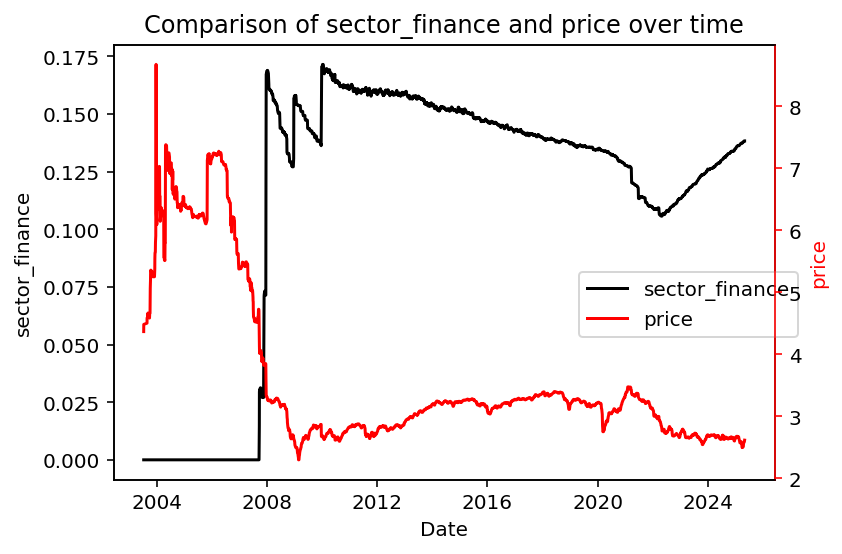 Comparison of sector_finance and price over time
0.175
0.150
0.125
0.100
0.075
0.050
0.025
0.000
sector_finance
8
7
6
5
4
3
2
price
sector_finance
price
2004 2008 2012 2016 2020 2024
Date